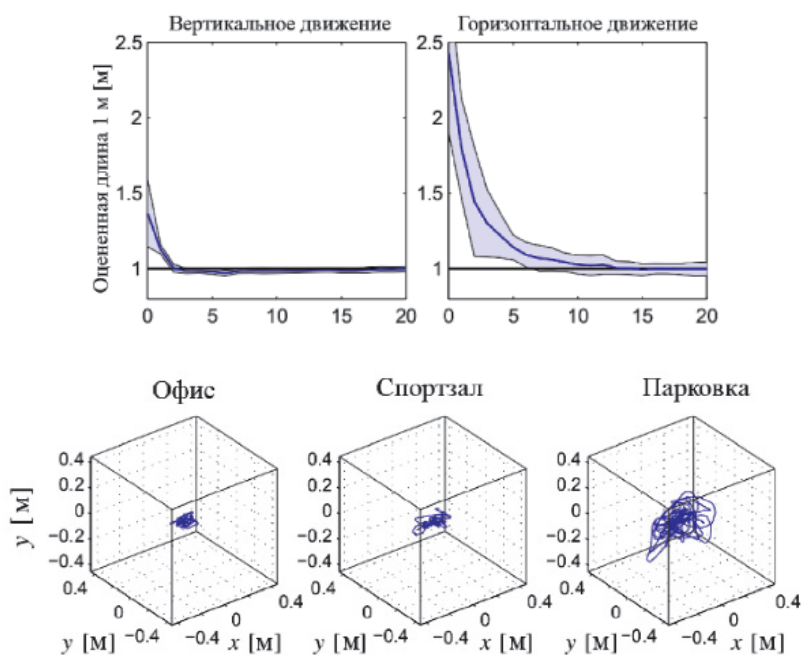 Вертикальное движение Горизонтальное движение
Оцененная длина 1 м [м]
2.5 2.5
2 2
1.5 1.5
1 1
0 5 10 15 20 0 5 10 15 20
Офис Спортзал Парковка
y [м]
0.4 0.4 0.4
0.2 0.2 0.2
0 0 0
−0.2 −0.2 −0.2
−0.4 −0.4 −0.4
0.4 0.4 0.4 0.4 0.4 0.4
0 0 0 0 0 0
y [м] −0.4 −0.4 x [м] y [м] −0.4 −0.4 x [м] y [м] −0.4 −0.4 x [м]